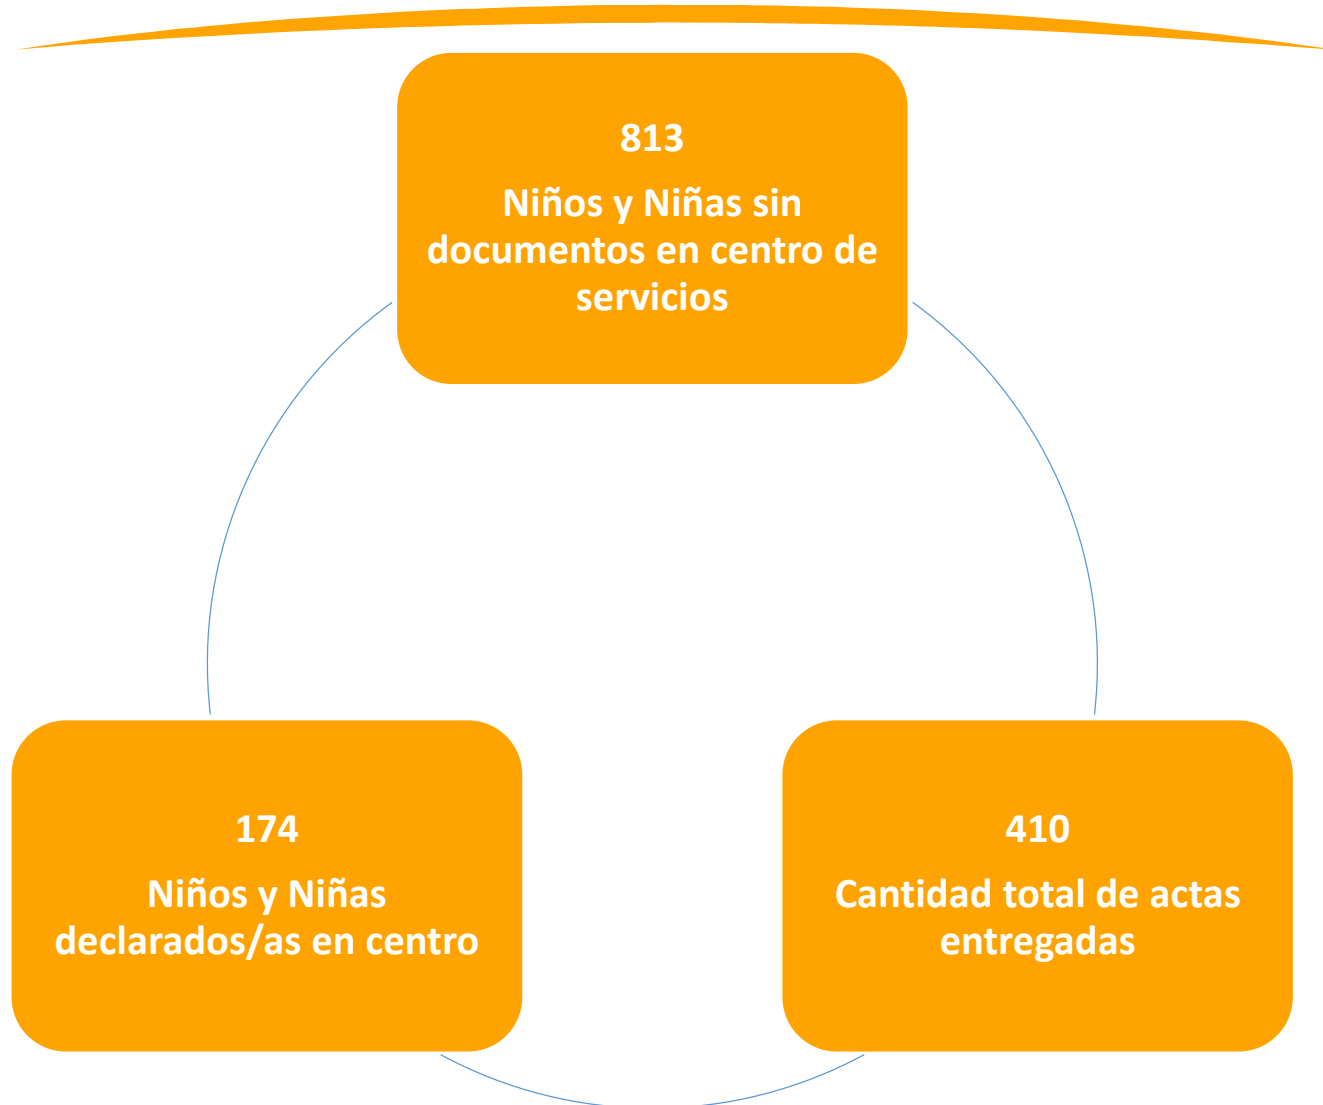 813
Niños y Niñas sin
documentos en centro de
servicios
174
Niños y Niñas
declarados/as en centro
410
Cantidad total de actas
entregadas